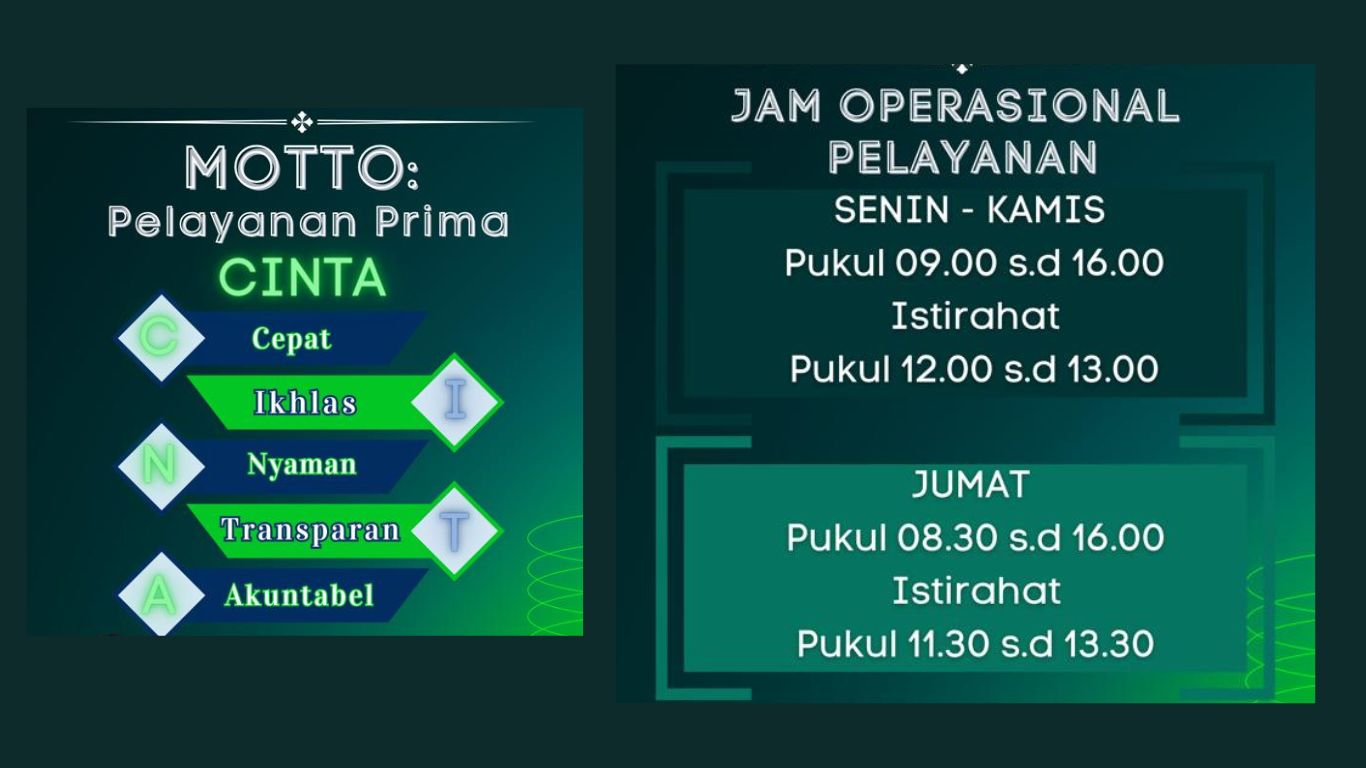 MOTTO:
Pelayanan Prima
CINTA
C Cepat
Ikhlas I
N Nyaman
Transparan T
A Akuntabel
JAM OPERASIONAL
PELAYANAN
SENIN - KAMIS
Pukul 09.00 s.d 16.00
Istirahat
Pukul 12.00 s.d 13.00
JUMAT
Pukul 08.30 s.d 16.00
Istirahat
Pukul 11.30 s.d 13.30